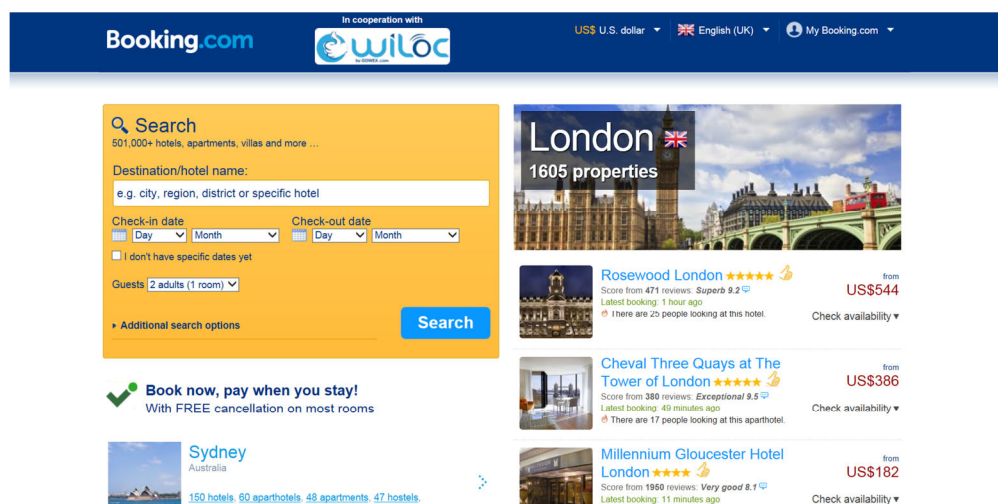 In cooperation with
Booking.com
wiloc
by GOWEX.com
US$ U.S. dollar
English (UK)
My Booking.com
Search
501,000+ hotels, apartments, villas and more ...
Destination/hotel name:
e.g. city, region, district or specific hotel
Check-in date
Check-out date
Day
Month
Day
Month
I don't have specific dates yet
Guests 2 adults (1 room)
Additional search options
Search
Book now, pay when you stay!
With FREE cancellation on most rooms
Sydney
Australia
150 hotels, 60 aparthotels, 48 apartments, 47 hostels,
London
1605 properties
Rosewood London
Score from 471 reviews: Superb 9.2
Latest booking: 1 hour ago
There are 25 people looking at this hotel.
from
US$544
Check availability
Cheval Three Quays at The
Tower of London
Score from 380 reviews: Exceptional 9.5
Latest booking: 49 minutes ago
There are 17 people looking at this aparthotel.
from
US$386
Check availability
Millennium Gloucester Hotel
London
Score from 1950 reviews: Very good 8.1
Latest booking: 11 minutes ago
from
US$182
Check availability